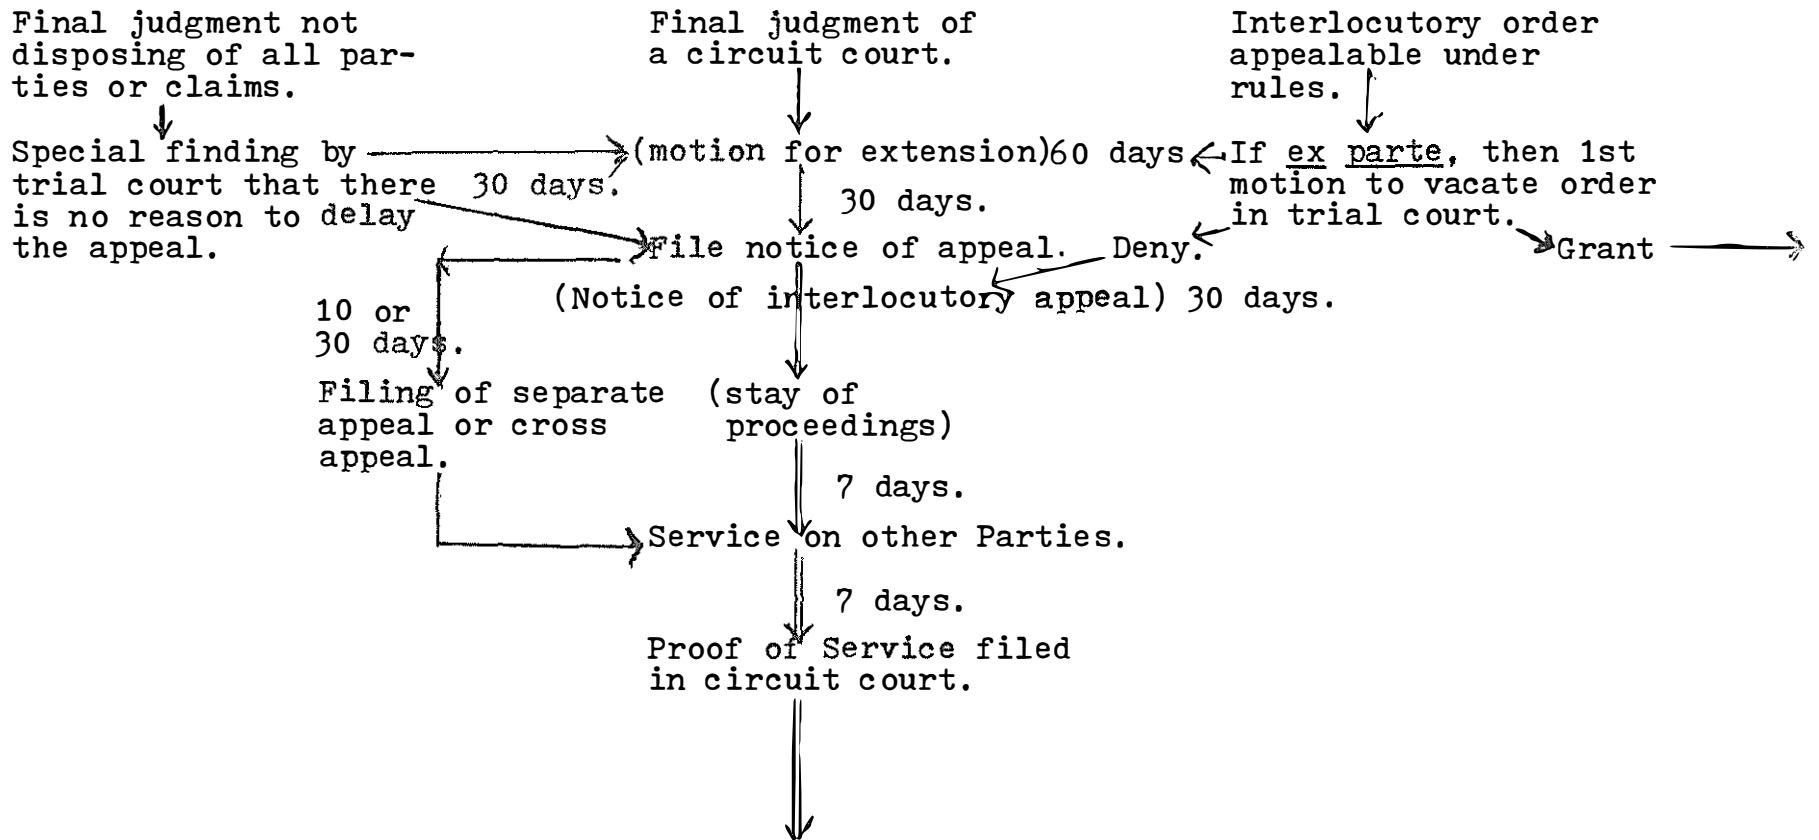 Final judgment not
disposing of all par-
ties or claims.
Final judgment of
a circuit court.
Interlocutory order
appealable under
rules.
Special finding by
trial court that there
is no reason to delay
the appeal.
30 days.
(motion for extension)60 days.
30 days.
If ex parte, then 1st
motion to vacate order
in trial court.
File notice of appeal.
Deny.
Grant
(Notice of interlocutory appeal) 30 days.
10 or
30 days.
Filing of separate
appeal or cross
appeal.
(stay of
proceedings)
7 days.
Service on other Parties.
7 days.
Proof of Service filed
in circuit court.